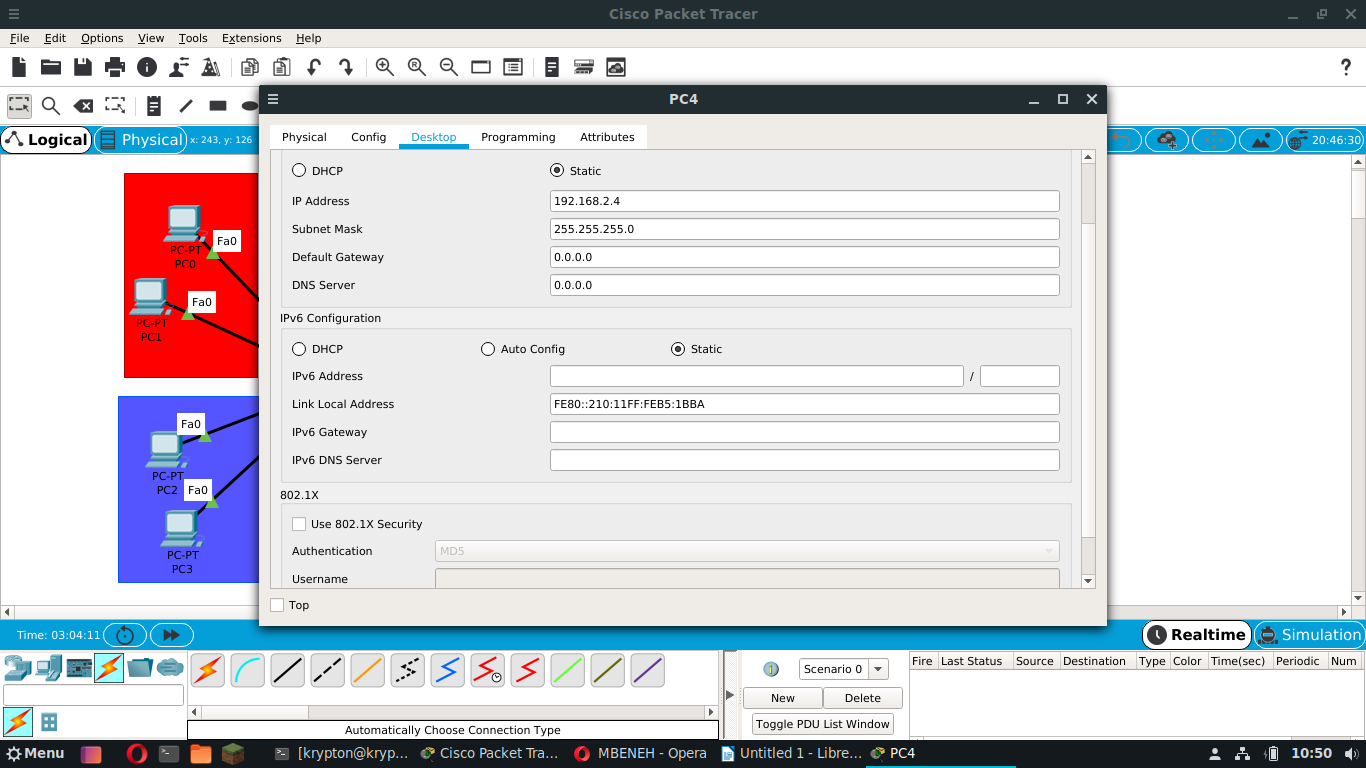 Cisco Packet Tracer
File Edit Options View Tools Extensions Help
?
PC4
Logical Physical x: 243, y: 126 20:46:30
Physical Config Desktop Programming Attributes
DHCP Static
IP Address 192.168.2.4
Subnet Mask 255.255.255.0
Default Gateway 0.0.0.0
DNS Server 0.0.0.0
IPv6 Configuration
DHCP Auto Config Static
IPv6 Address /
Link Local Address FE80::210:11FF:FEB5:1BBA
IPv6 Gateway
IPv6 DNS Server
802.1X
Use 802.1X Security
Authentication MD5
Username
Top
Fa0
PC-PT
PC0
Fa0
PC-PT
PC1
Fa0
PC-PT
PC2
Fa0
PC-PT
PC3
Time: 03:04:11 Realtime Simulation
Scenario 0
New Delete
Toggle PDU List Window
Fire Last Status Source Destination Type Color Time(sec) Periodic Num
Automatically Choose Connection Type
Menu [krypton@kryp... Cisco Packet Tra... MBENEH - Opera Untitled 1 - Libre... PC4 10:50